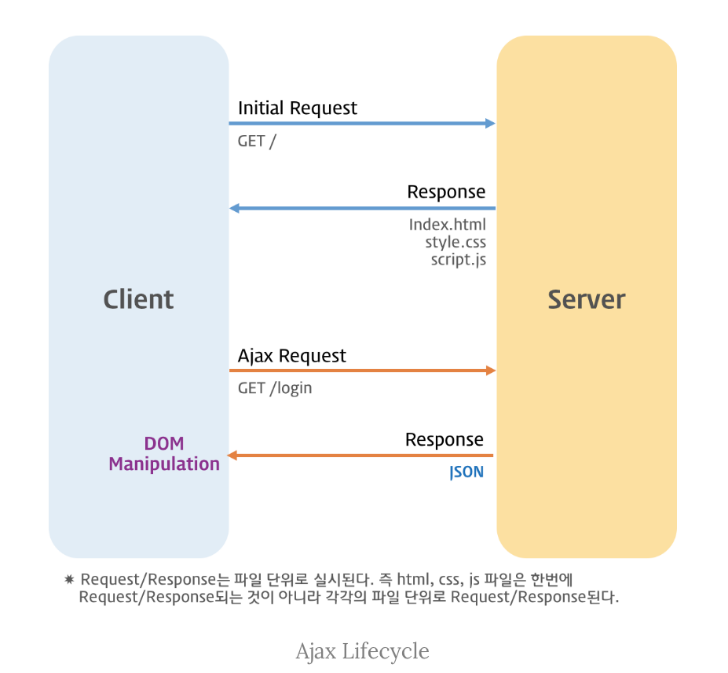 Initial Request
GET /
Response
Index.html
style.css
script.js
Client
Server
Ajax Request
GET /login
DOM
Manipulation
Response
JSON
✷ Request/Response는 파일 단위로 실시된다. 즉 html, css, js 파일은 한번에
Request/Response되는 것이 아니라 각각의 파일 단위로 Request/Response된다.
Ajax Lifecycle